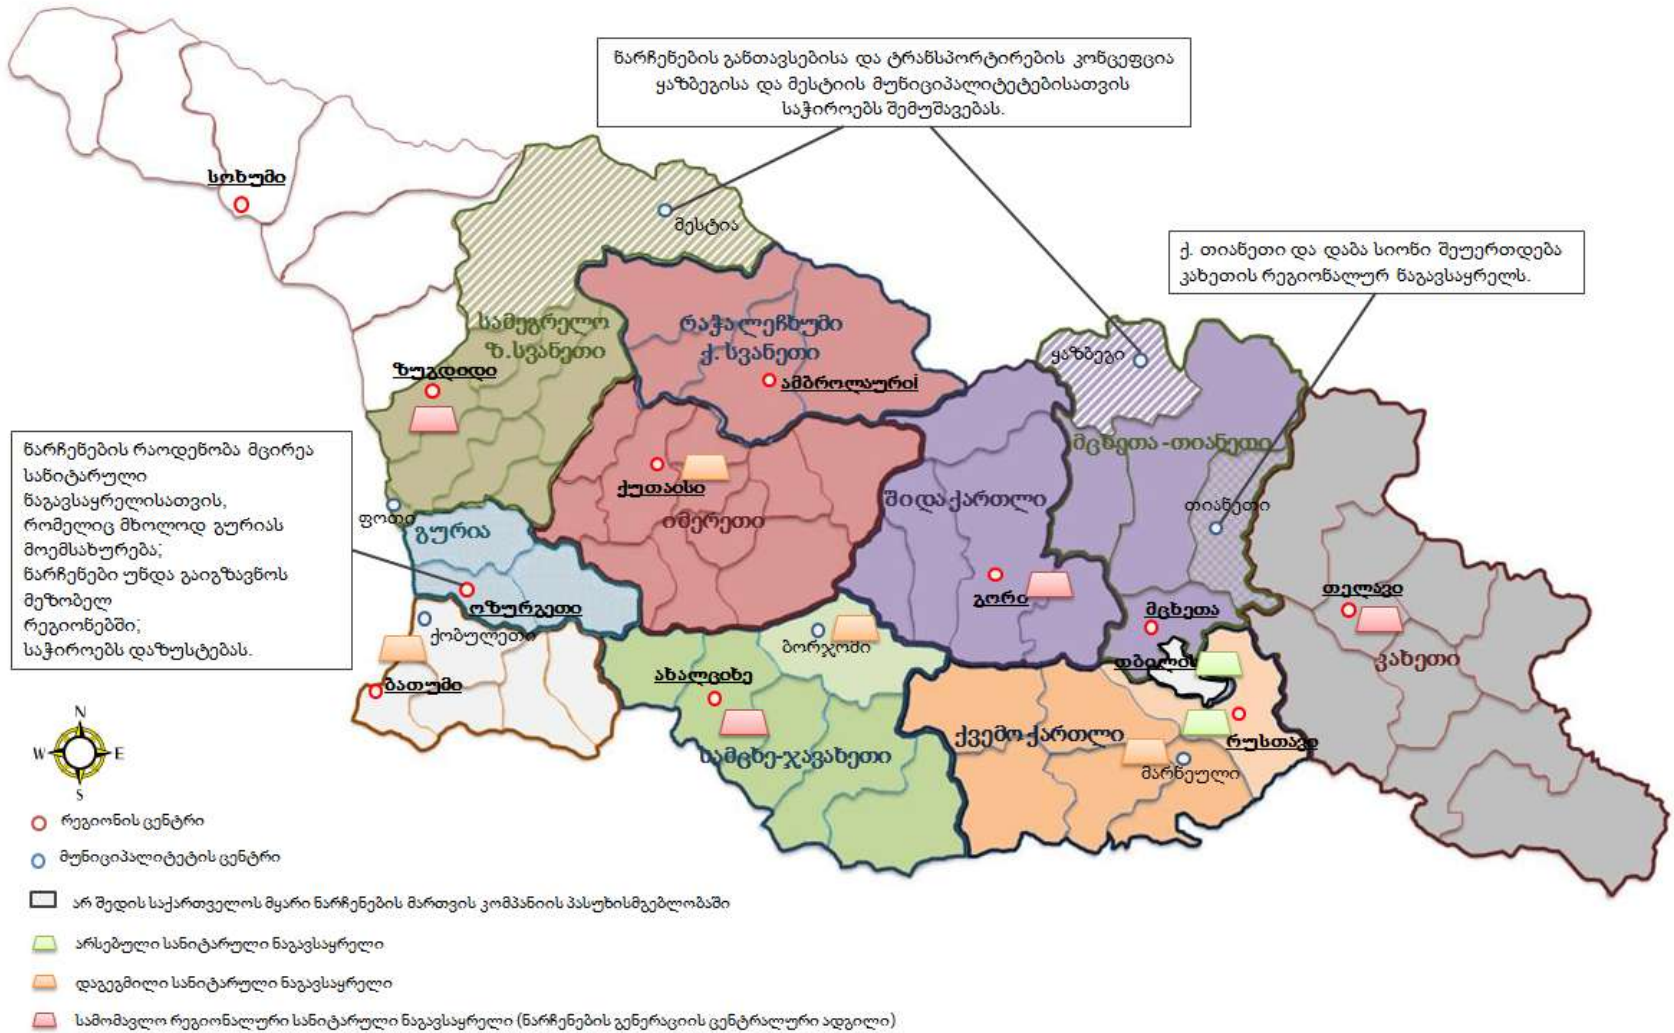 ნარჩენების განთავსებისა და ტრანსპორტირების კონცეფცია
ყაზბეგისა და მესტიის მუნიციპალიტეტებისათვის
საჭიროებს შემუშავებას.
სოხუმი
მესტია
ქ. თიანეთი და დაბა სიონი შეუერთდება
კახეთის რეგიონალურ ნაგავსაყრელს.
სამეგრელო
ზ.სვანეთი
რაჭა ლეჩხუმი
ქ. სვანეთი
ყაზბეგი
ზუგდიდი
ამბროლაურიi
ნარჩენების რაოდენობა მცირეა
სანიტარული
ნაგავსაყრელისათვის,
რომელიც მხოლოდ გურიას
მოემსახურება;
ნარჩენები უნდა გაიგზავნოს
მეზობელ
რეგიონებში;
საჭიროებს დაზუსტებას.
მცხეთა -თიანეთი
ქუთაისი
იმერეთი
შიდა ქართლი
თიანეთი
ფოთი
გურია
ოზურგეთი
გორი
მცხეთა
თელავი
ქობულეთი
ბორჯომი
თბილისი
კახეთი
ბათუმი
ახალციხე
სამცხე-ჯავახეთი
ქვემო ქართლი
რუსთავი
მარნეული
N
W E
S
რეგიონის ცენტრი
მუნიციპალიტეტის ცენტრი
არ შედის საქართველოს მყარი ნარჩენების მართვის კომპანიის პასუხისმგებლობაში
არსებული სანიტარული ნაგავსაყრელი
დაგეგმილი სანიტარული ნაგავსაყრელი
სამომავლო რეგიონალური სანიტარული ნაგავსაყრელი (ნარჩენების გენერაციის ცენტრალური ადგილი)